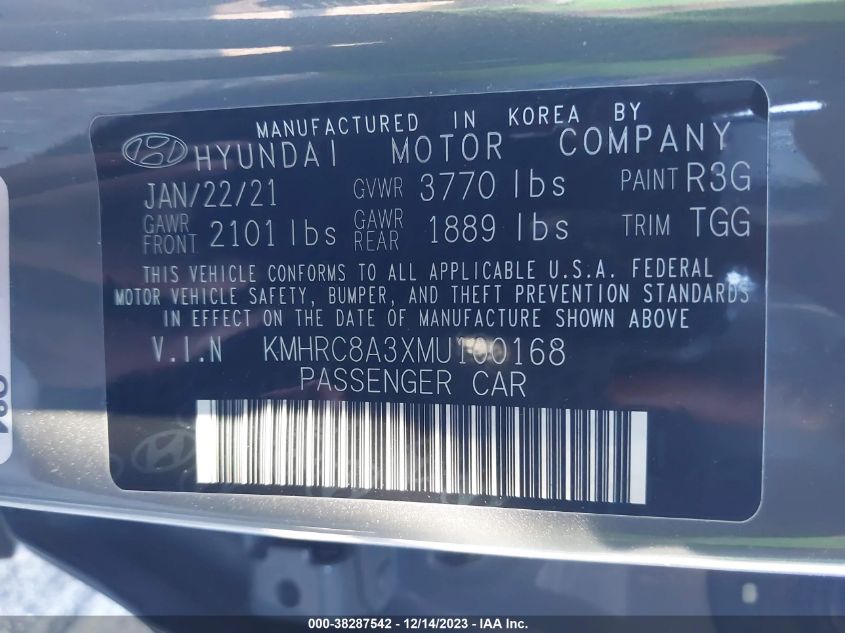 MANUFACTURED IN KOREA BY
HYUNDAI MOTOR COMPANY
JAN/22/21 GVWR 3770 lbs PAINT R3G
GAWR FRONT 2101 lbs GAWR REAR 1889 lbs TRIM TGG
THIS VEHICLE CONFORMS TO ALL APPLICABLE U.S.A. FEDERAL
MOTOR VEHICLE SAFETY, BUMPER, AND THEFT PREVENTION STANDARDS
IN EFFECT ON THE DATE OF MANUFACTURE SHOWN ABOVE
V.I.N KMHRC8A3XMU100168
PASSENGER CAR
000-38287542 - 12/14/2023 - IAAI.com